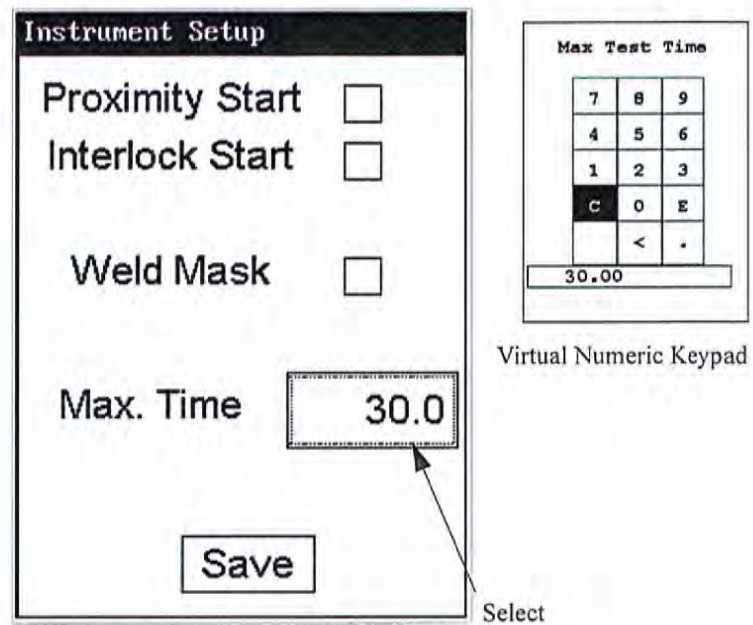 Instrument Setup
Proximity Start
Interlock Start
Weld Mask
Max. Time 30.0
Save
Select
Max Test Time
7 8 9
4 5 6
1 2 3
C 0 E
< .
30.00
Virtual Numeric Keypad